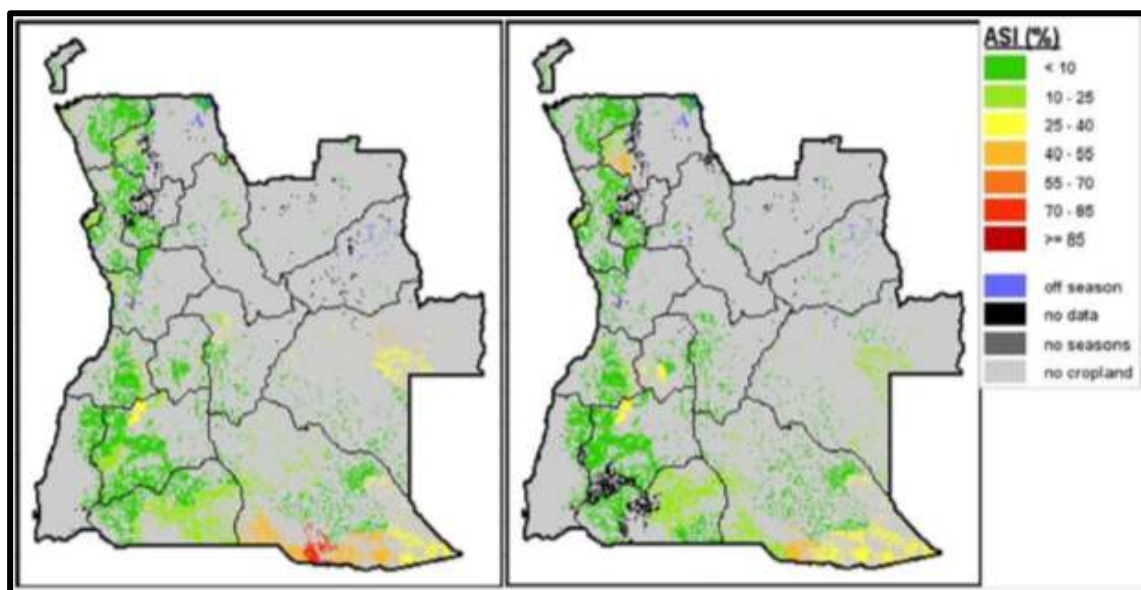 ASI (%)
< 10
10 - 25
25 - 40
40 - 55
55 - 70
70 - 85
>= 85
off season
no data
no seasons
no cropland